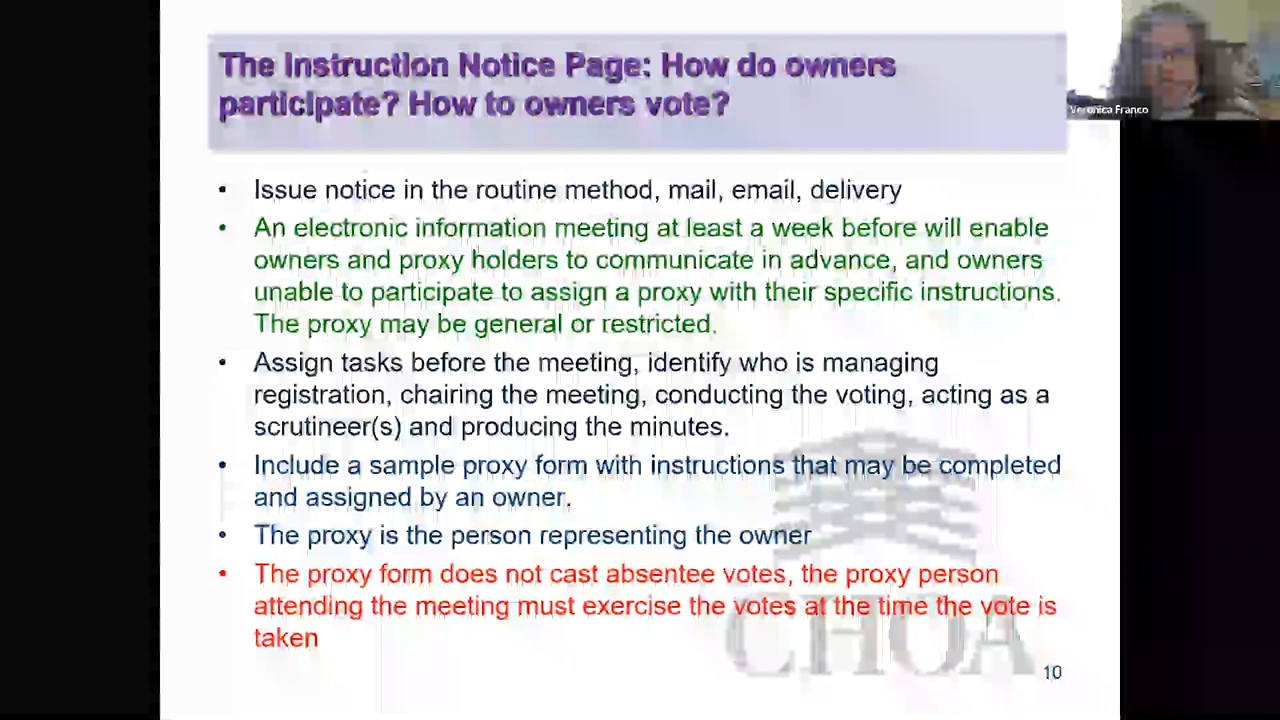 The Instruction Notice Page: How do owners
participate? How to owners vote?
Veronica Franco
• Issue notice in the routine method, mail, email, delivery
• An electronic information meeting at least a week before will enable
owners and proxy holders to communicate in advance, and owners
unable to participate to assign a proxy with their specific instructions.
The proxy may be general or restricted.
• Assign tasks before the meeting, identify who is managing
registration, chairing the meeting, conducting the voting, acting as a
scrutineer(s) and producing the minutes.
• Include a sample proxy form with instructions that may be completed
and assigned by an owner.
• The proxy is the person representing the owner
• The proxy form does not cast absentee votes, the proxy person
attending the meeting must exercise the votes at the time the vote is
taken
CHOA
10